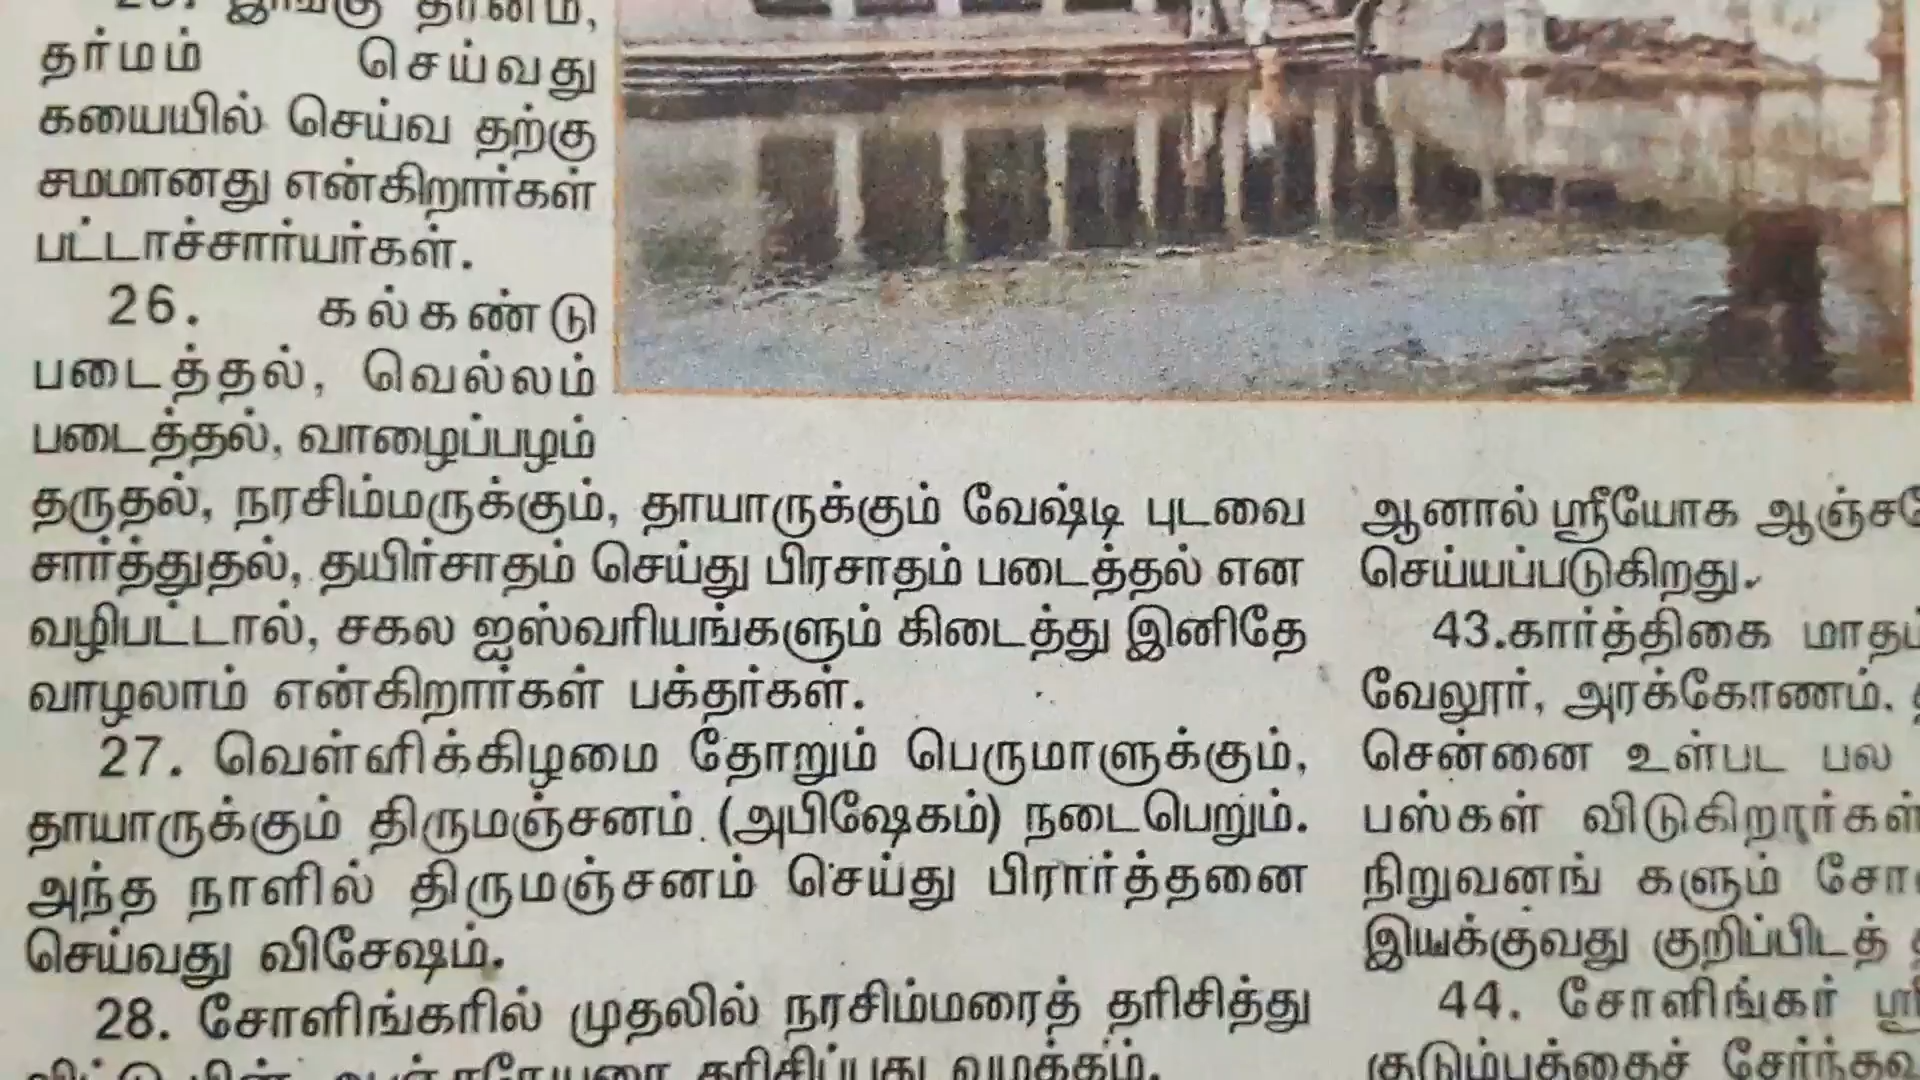 தர்மம் செய்வது
கயையில் செய்வ தற்கு
சமமானது என்கிறார்கள்
பட்டாச்சார்யர்கள்.
26. கல்கண்டு
படைத்தல், வெல்லம்
படைத்தல், வாழைப்பழம்
தருதல், நரசிம்மருக்கும், தாயாருக்கும் வேஷ்டி புடவை
சார்த்துதல், தயிர்சாதம் செய்து பிரசாதம் படைத்தல் என
வழிபட்டால், சகல ஐஸ்வரியங்களும் கிடைத்து இனிதே
வாழலாம் என்கிறார்கள் பக்தர்கள்.
27. வெள்ளிக்கிழமை தோறும் பெருமாளுக்கும்,
தாயாருக்கும் திருமஞ்சனம் (அபிஷேகம்) நடைபெறும்.
அந்த நாளில் திருமஞ்சனம் செய்து பிரார்த்தனை
செய்வது விசேஷம்.
28. சோளிங்கரில் முதலில் நரசிம்மரைத் தரிசித்து
ஆனால் ஸ்ரீயோக
செய்யப்படுகிறது.
43.கார்த்திகை
வேலூர், அரக்கோணம்,
சென்னை உள்பட பல
பஸ்கள் விடுகிறார்கள்
நிறுவனங் களும்
இயக்குவது குறிப்பிடத்
44. சோளிங்கர்